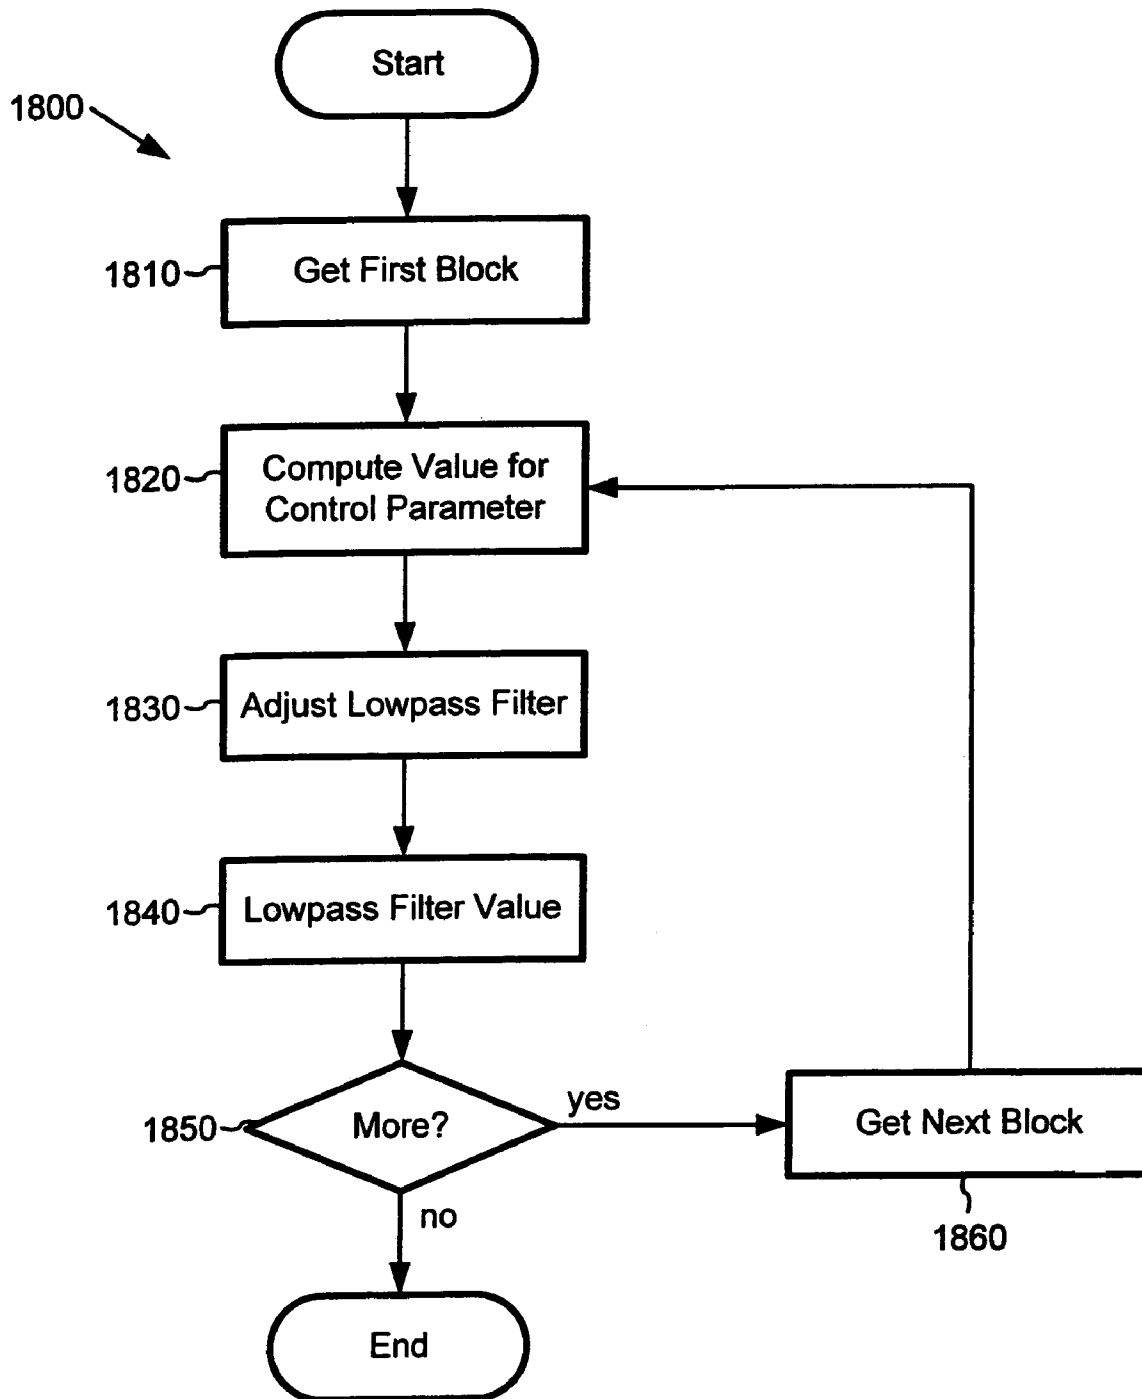 Start
1800
1810
Get First Block
1820
Compute Value for
Control Parameter
1830
Adjust Lowpass Filter
1840
Lowpass Filter Value
1850
More?
yes
Get Next Block
1860
no
End